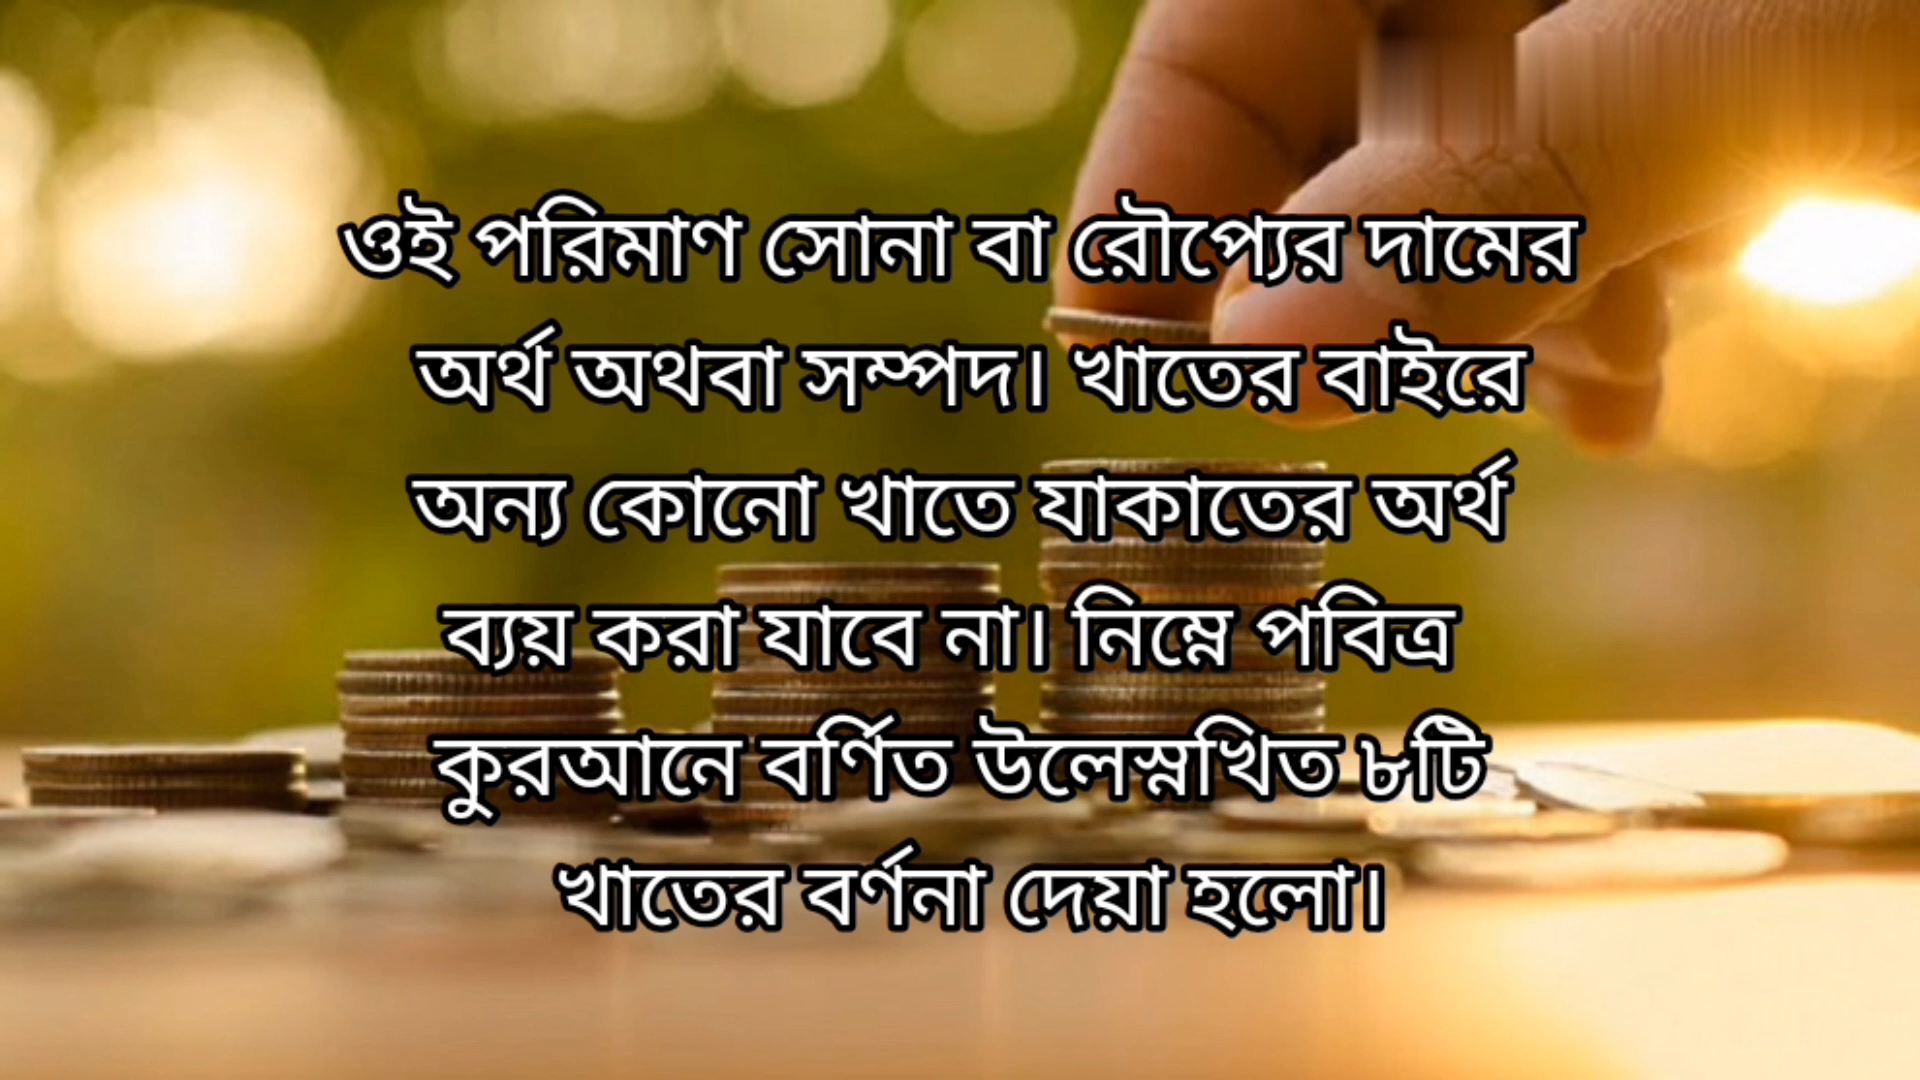 ওই পরিমাণ সোনা বা রৌপ্যের দামের
অর্থ অথবা সম্পদ। খাতের বাইরে
অন্য কোনো খাতে যাকাতের অর্থ
ব্যয় করা যাবে না। নিম্নে পবিত্র
কুরআনে বর্ণিত উলেস্নখিত ৮টি
খাতের বর্ণনা দেয়া হলো।